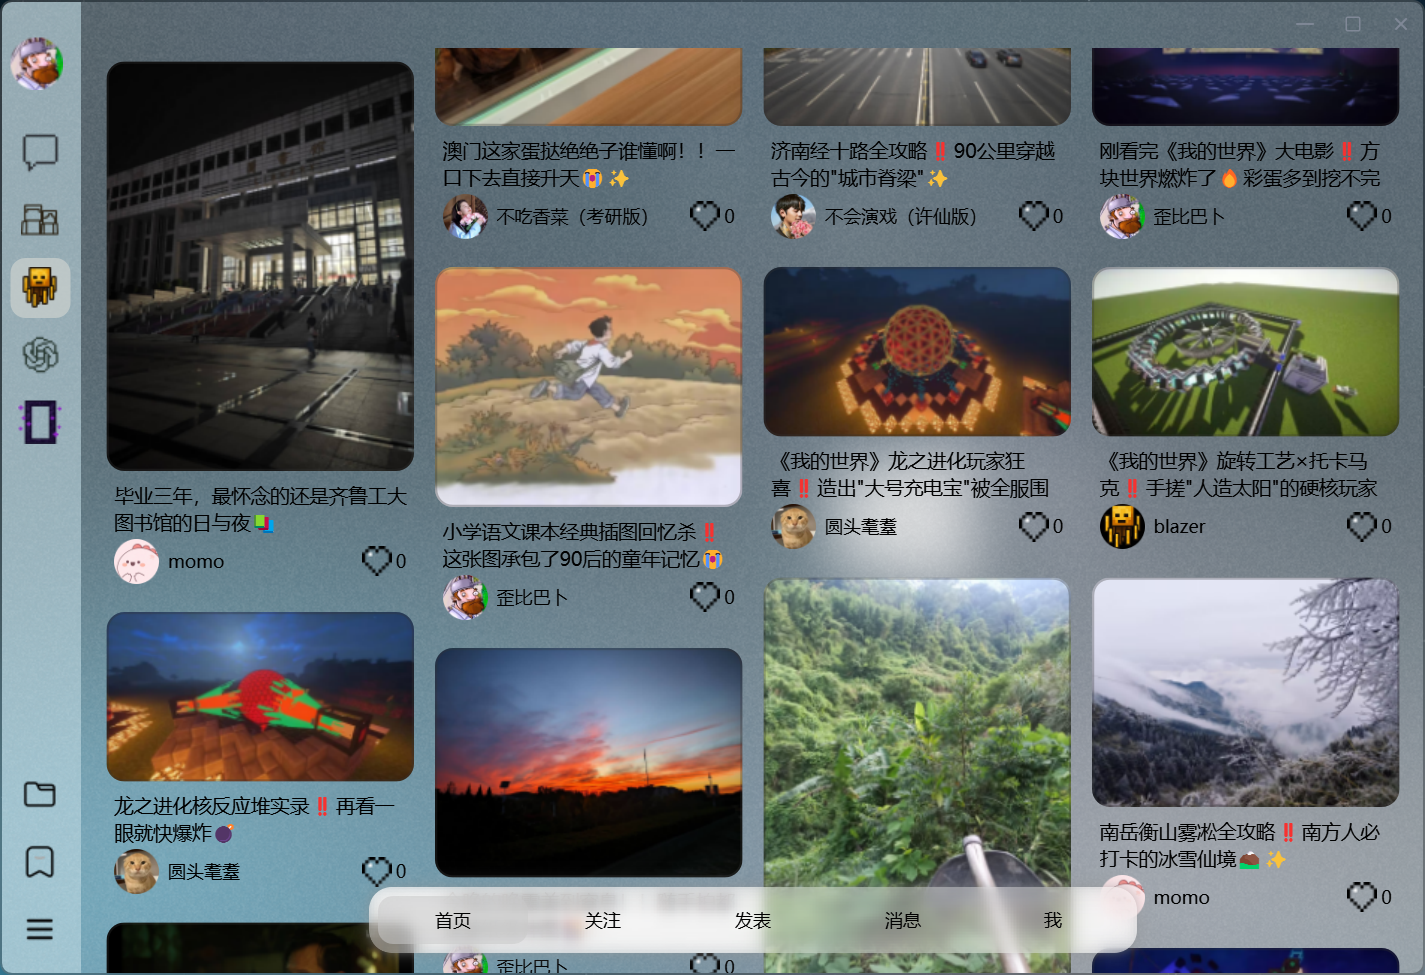 毕业三年，最怀念的还是齐鲁工大
图书馆的日与夜
momo
0
龙之进化核反应堆实录‼️再看一
眼就快爆炸💣
圆头耄耋
0
澳门这家蛋挞绝绝子谁懂啊！！一
口下去直接升天😭✨
不吃香菜（考研版）
0
小学语文课本经典插图回忆杀‼️
这张图承包了90后的童年记忆😭
歪比巴卜
0
歪比巴卜
0
济南经十路全攻略‼️90公里穿越
古今的"城市脊梁"✨
不会演戏（许仙版）
0
《我的世界》龙之进化玩家狂
喜‼️造出"大号充电宝"被全服围
圆头耄耋
0
刚看完《我的世界》大电影‼️方
块世界燃炸了🔥彩蛋多到挖不完
歪比巴卜
0
《我的世界》旋转工艺×托卡马
克‼️手搓"人造太阳"的硬核玩家
blazer
0
南岳衡山雾凇全攻略‼️南方人必
打卡的冰雪仙境⛰️✨
momo
0
首页
关注
发表
消息
我